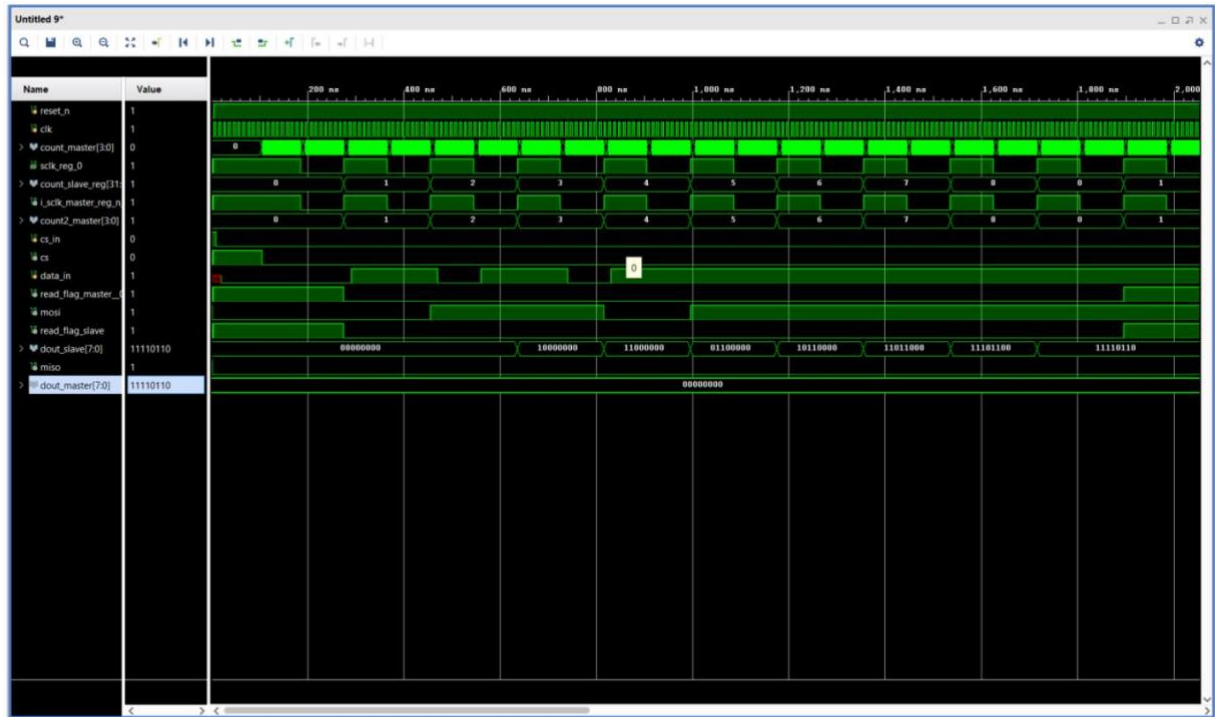 Untitled 9*
Name Value
200 ns 400 ns 600 ns 800 ns 1,000 ns 1,200 ns 1,400 ns 1,600 ns 1,800 ns 2,000
reset_n 1
clk 1
count_master[3:0] 0 0
sclk_reg_0 1
count_slave_reg[31: 1 0 1 2 3 4 5 6 7 8 0 1
i_sclk_master_reg_n 1
count2_master[3:0] 1 0 1 2 3 4 5 6 7 8 0 1
cs_in 0
cs 0
data_in 1 0
read_flag_master__0 1
mosi 1
read_flag_slave 1
dout_slave[7:0] 11110110 00000000 10000000 11000000 01100000 10110000 11011000 11101100 11110110
miso 1
dout_master[7:0] 11110110 00000000